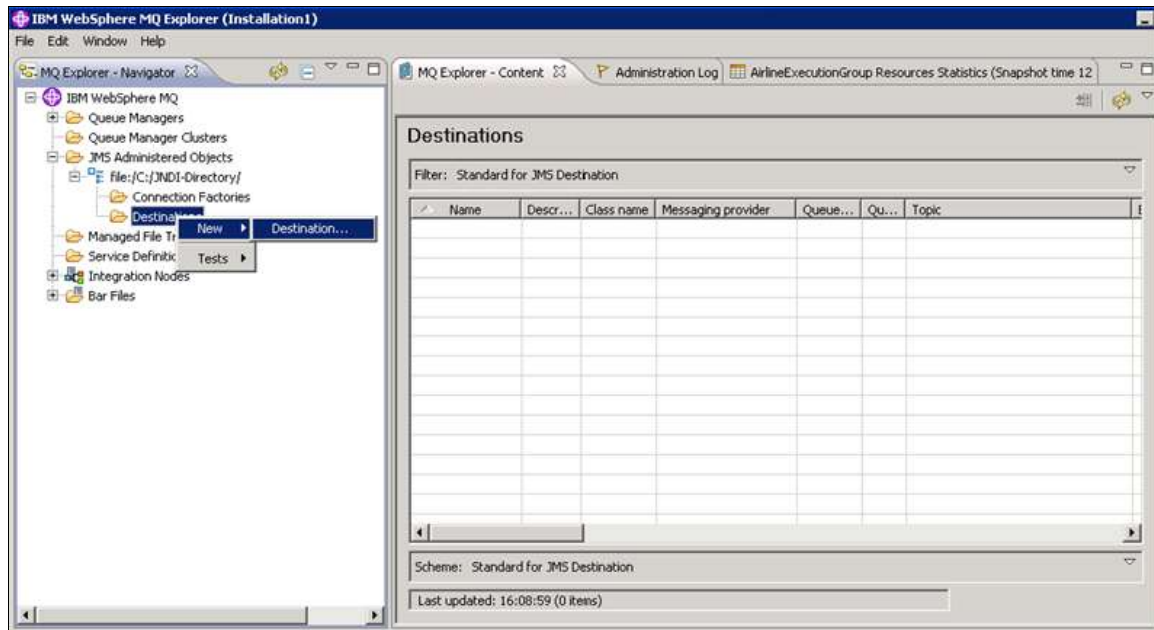 IBM WebSphere MQ Explorer (Installation1)
File Edit Window Help
MQ Explorer - Navigator
IBM WebSphere MQ
Queue Managers
Queue Manager Clusters
JMS Administered Objects
file:/C:/JNDI-Directory/
Connection Factories
Destinations
Managed File Tr
Service Definitic
Integration Nodes
Bar Files
New
Destination...
Tests
MQ Explorer - Content
Administration Log
AirlineExecutionGroup Resources Statistics (Snapshot time 12
Destinations
Filter: Standard for JMS Destination
Name Descr... Class name Messaging provider Queue... Qu... Topic E
Scheme: Standard for JMS Destination
Last updated: 16:08:59 (0 items)